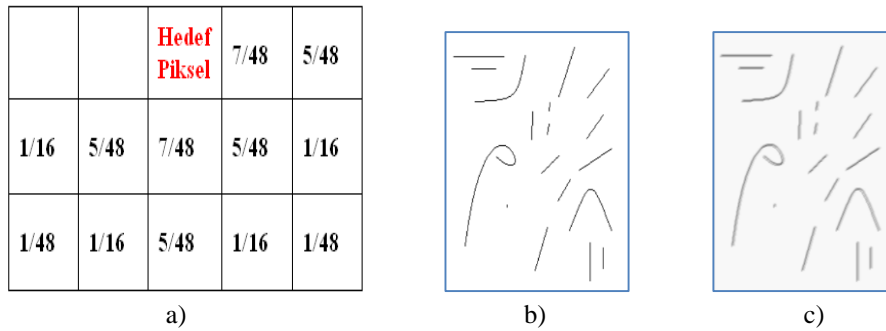 Hedef
Piksel 7/48 5/48
1/16 5/48 7/48 5/48 1/16
1/48 1/16 5/48 1/16 1/48
a) b) c)